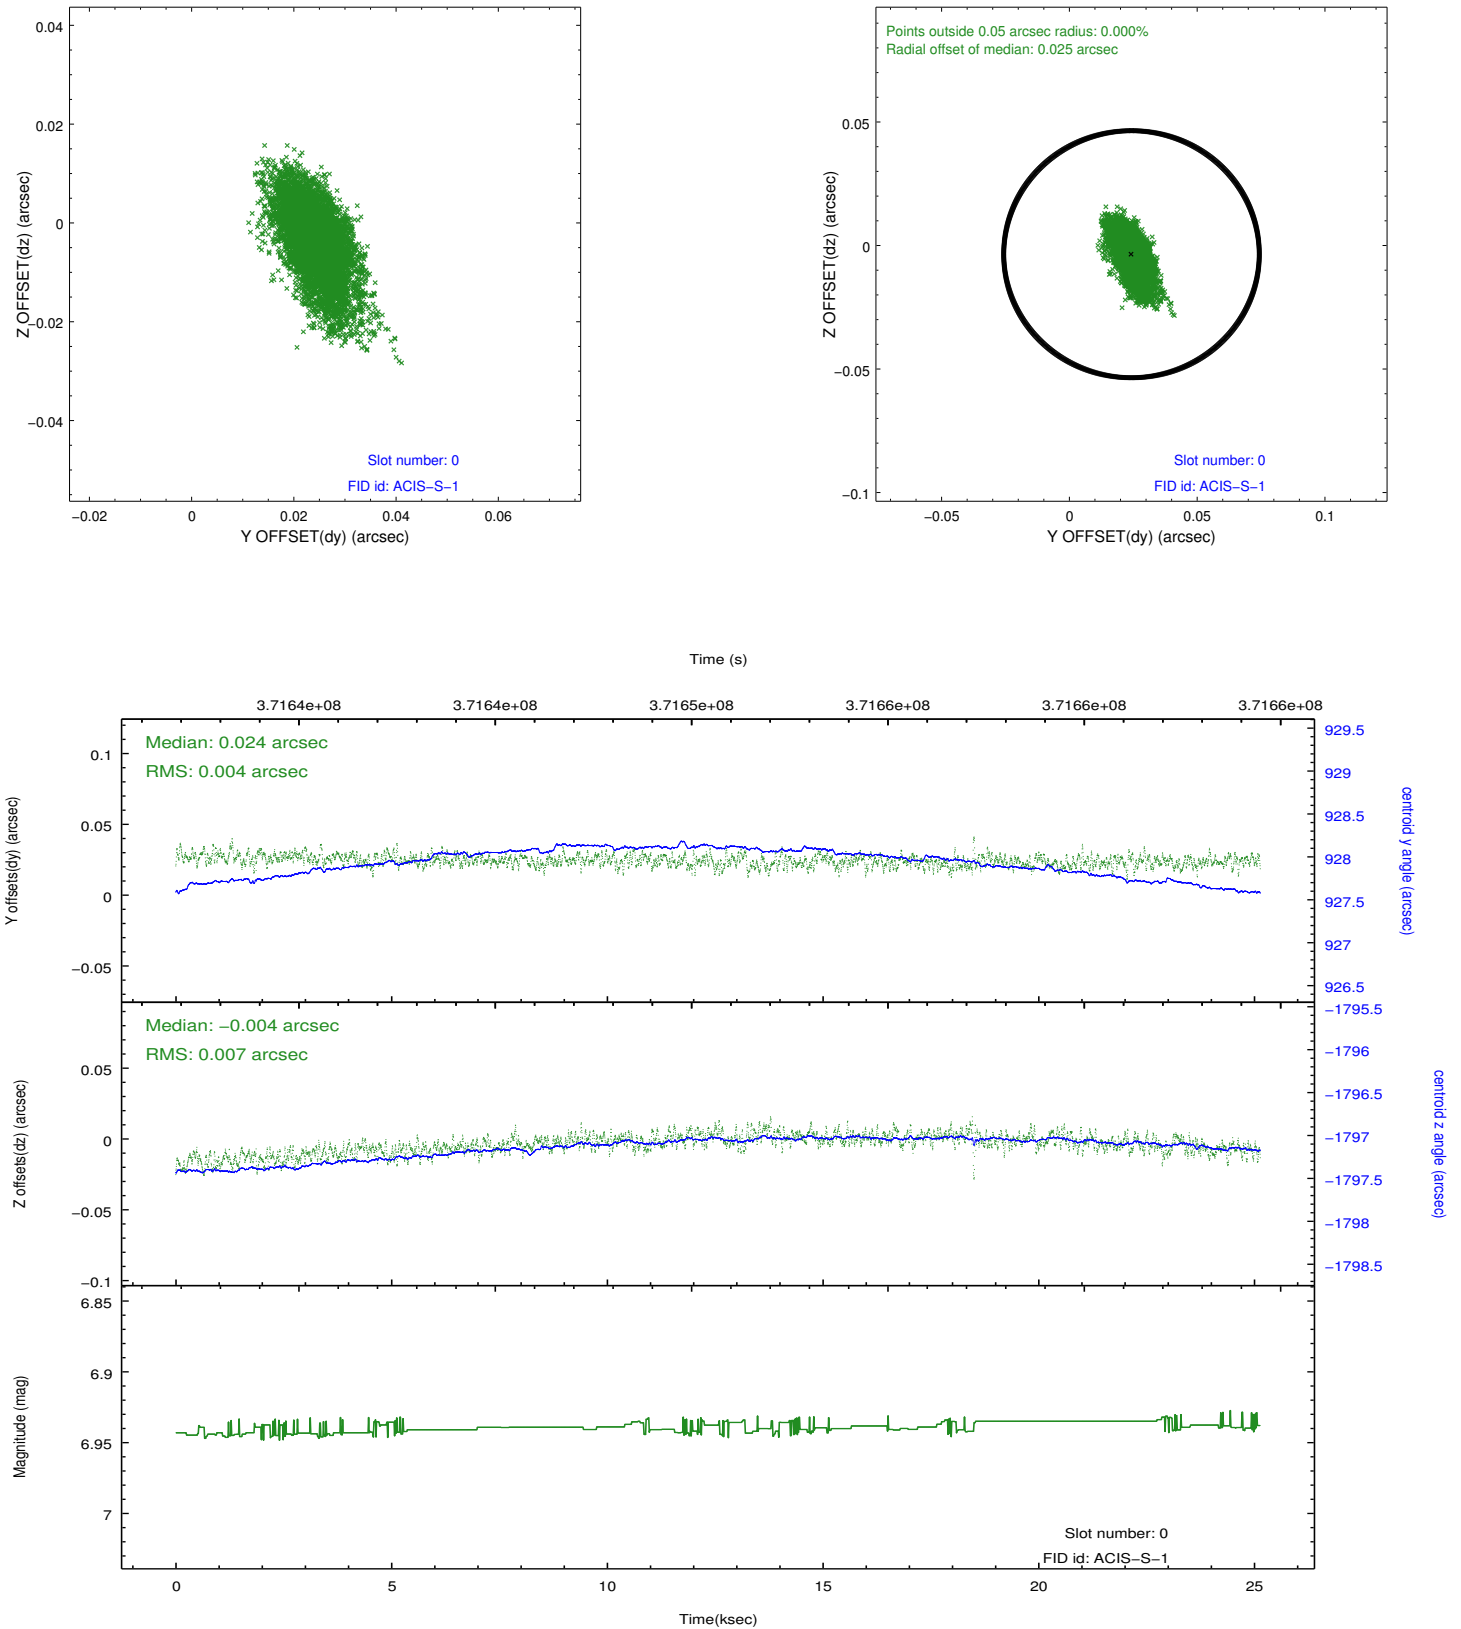 0.04
0.02
0
−0.02
−0.04
Z OFFSET(dz) (arcsec)
Slot number: 0
FID id: ACIS−S−1
−0.02 0 0.02 0.04 0.06
Y OFFSET(dy) (arcsec)
Points outside 0.05 arcsec radius: 0.000%
Radial offset of median: 0.025 arcsec
0.05
0
−0.05
−0.1
Z OFFSET(dz) (arcsec)
Slot number: 0
FID id: ACIS−S−1
−0.05 0 0.05 0.1
Y OFFSET(dy) (arcsec)
Time (s)
3.7164e+08 3.7164e+08 3.7165e+08 3.7166e+08 3.7166e+08 3.7166e+08
Median: 0.024 arcsec
RMS: 0.004 arcsec
0.1
0.05
0
−0.05
Y offsets(dy) (arcsec)
929.5
929
928.5
928
927.5
927
926.5
centroid y angle (arcsec)
Median: −0.004 arcsec
RMS: 0.007 arcsec
0.05
0
−0.05
−0.1
Z offsets(dz) (arcsec)
−1795.5
−1796
−1796.5
−1797
−1797.5
−1798
−1798.5
centroid z angle (arcsec)
6.85
6.9
6.95
7
Magnitude (mag)
Slot number: 0
FID id: ACIS−S−1
0 5 10 15 20 25
Time(ksec)